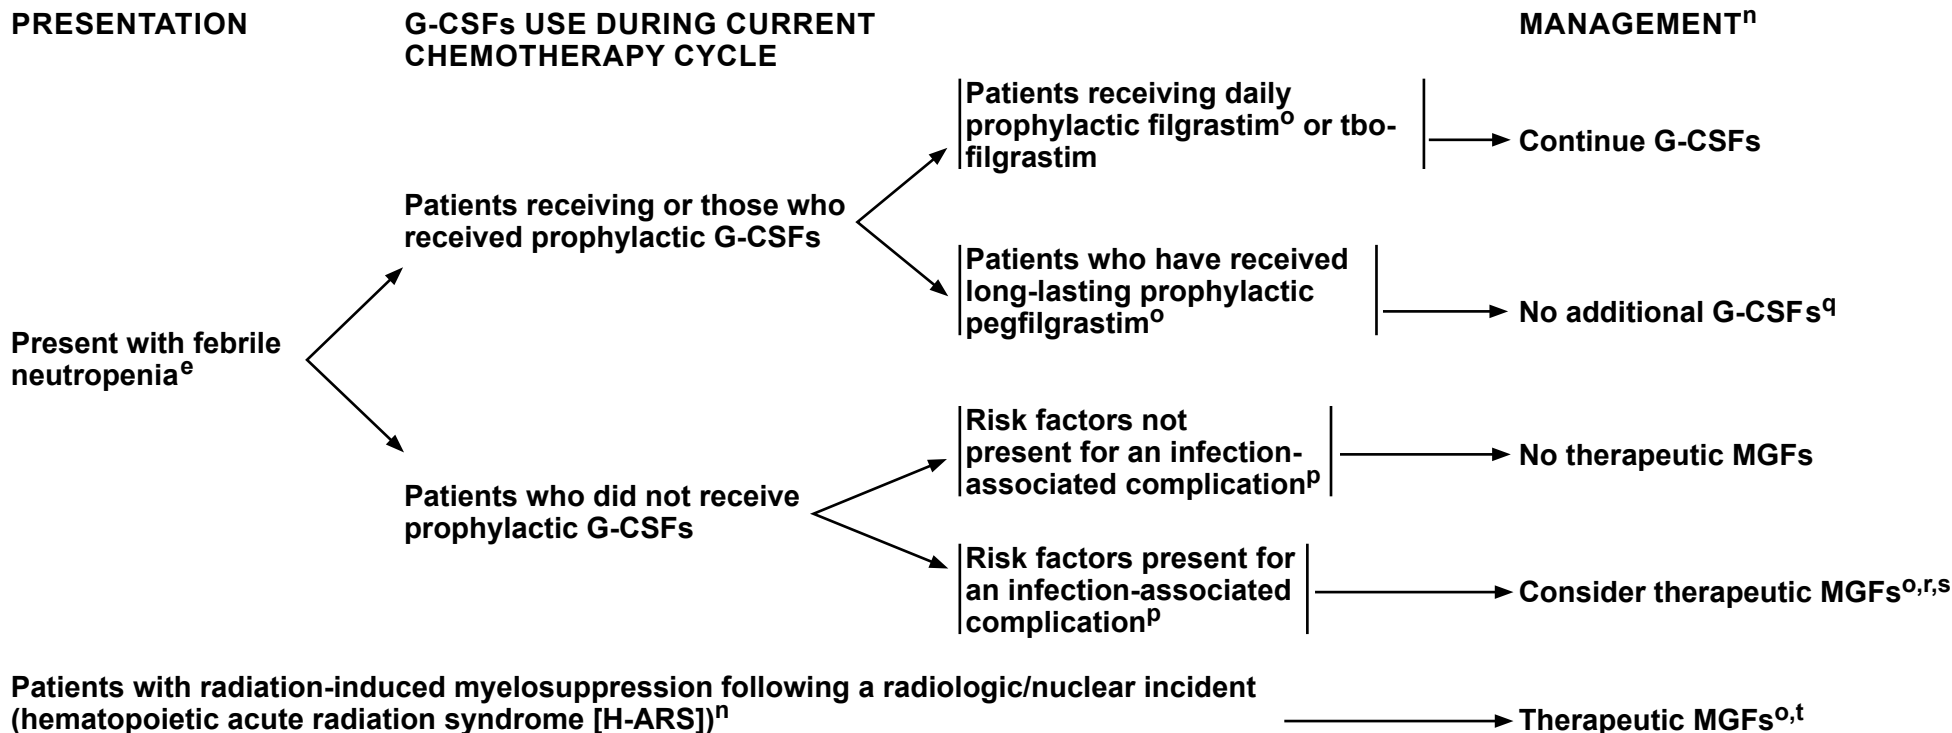 PRESENTATION
G-CSFs USE DURING CURRENT
CHEMOTHERAPY CYCLE
MANAGEMENTⁿ
Present with febrile
neutropeniaᵉ
Patients receiving or those who
received prophylactic G-CSFs
Patients receiving daily
prophylactic filgrastimᵒ or tbo-
filgrastim
Continue G-CSFs
Patients who have received
long-lasting prophylactic
pegfilgrastimᵒ
No additional G-CSFs^q
Patients who did not receive
prophylactic G-CSFs
Risk factors not
present for an infection-
associated complicationᵖ
No therapeutic MGFs
Risk factors present for
an infection-associated
complicationᵖ
Consider therapeutic MGFsᵒ,ʳ,ˢ
Patients with radiation-induced myelosuppression following a radiologic/nuclear incident
(hematopoietic acute radiation syndrome [H-ARS])ⁿ
Therapeutic MGFsᵒ,ᵗ